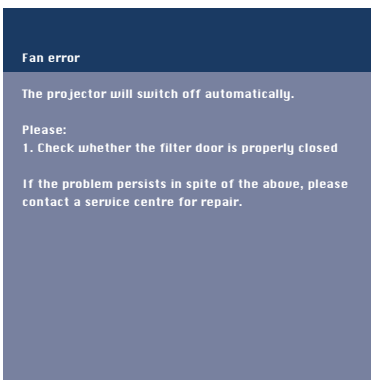 Fan error
The projector will switch off automatically.
Please:
1. Check whether the filter door is properly closed
If the problem persists in spite of the above, please
contact a service centre for repair.